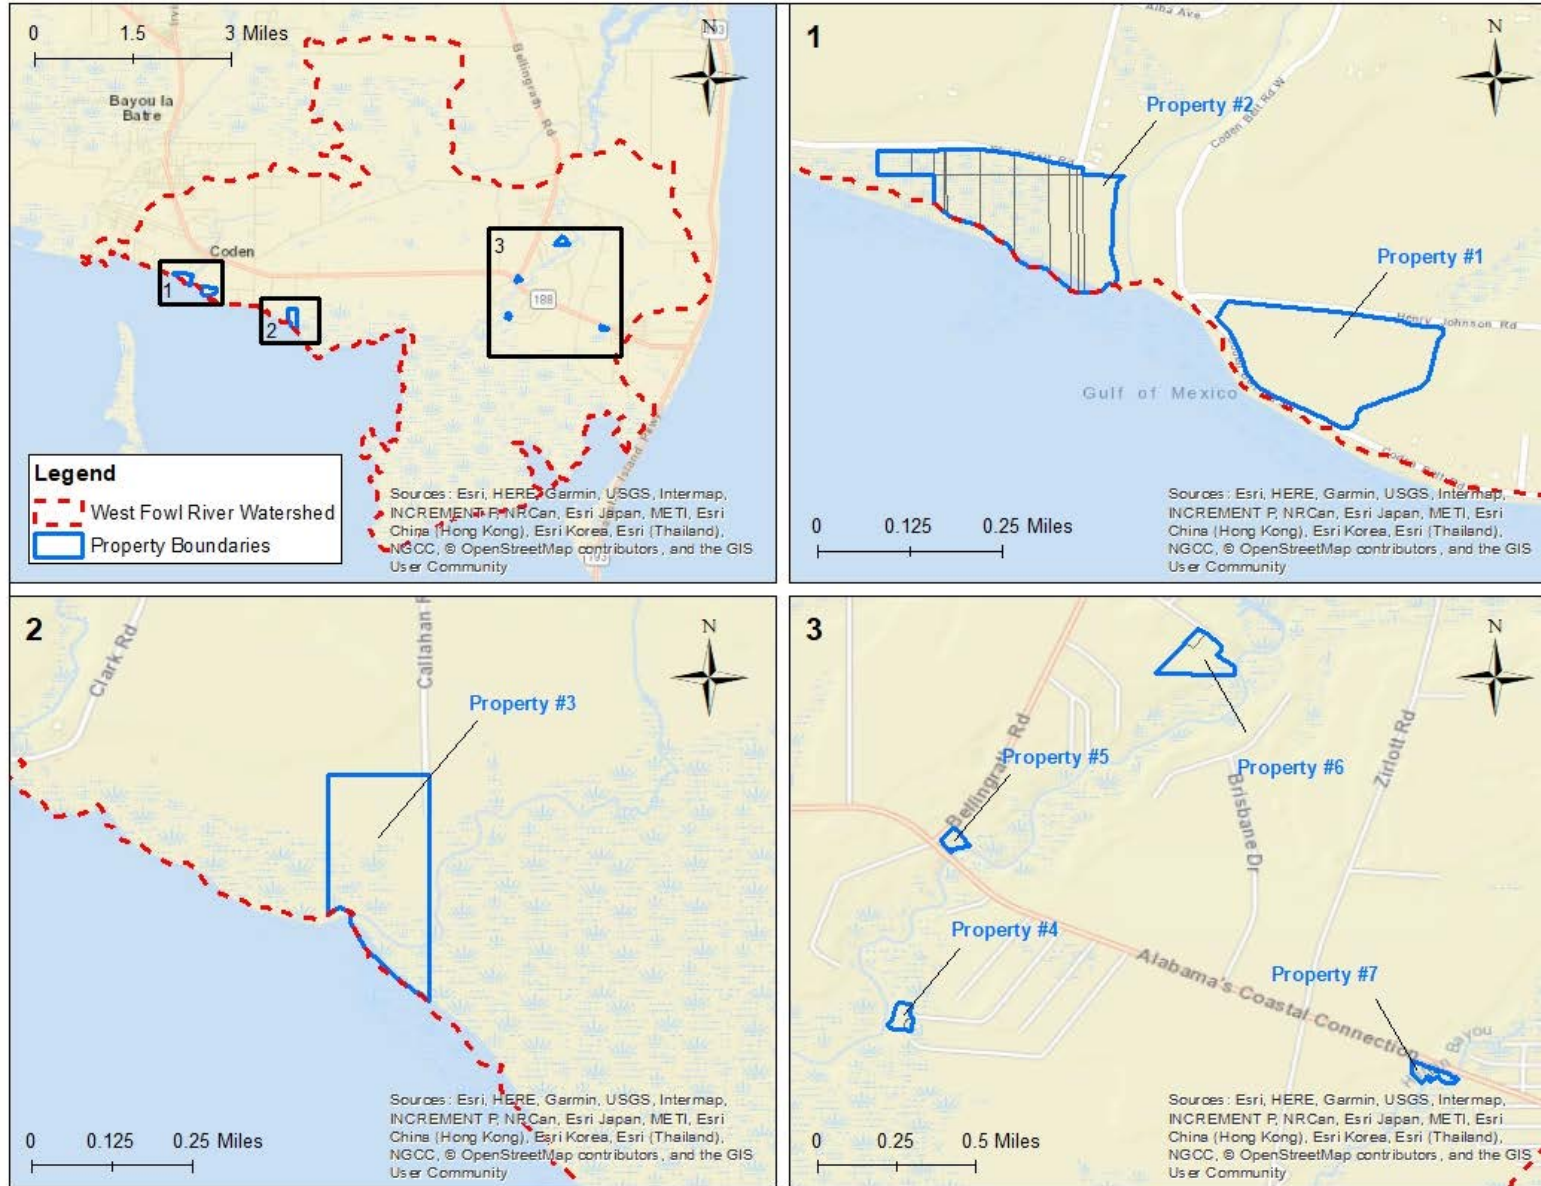 0 1.5 3 Miles
N
193
Bellingrath Rd
Bayou la
Batre
Coden
1
2
3
188
Legend
West Fowl River Watershed
Property Boundaries
193
Sources: Esri, HERE, Garmin, USGS, Intermap,
INCREMENT P, NRCan, Esri Japan, METI, Esri
China (Hong Kong), Esri Korea, Esri (Thailand),
NGCC, © OpenStreetMap contributors, and the GIS
User Community
1
Alba Ave
N
Property #2
Coden Belt Rd W
Property #1
Henry Johnson Rd
Gulf of Mexico
Coden Belt Rd
0 0.125 0.25 Miles
Sources: Esri, HERE, Garmin, USGS, Intermap,
INCREMENT P, NRCan, Esri Japan, METI, Esri
China (Hong Kong), Esri Korea, Esri (Thailand),
NGCC, © OpenStreetMap contributors, and the GIS
User Community
2
Clark Rd
Callahan
N
Property #3
0 0.125 0.25 Miles
Sources: Esri, HERE, Garmin, USGS, Intermap,
INCREMENT P, NRCan, Esri Japan, METI, Esri
China (Hong Kong), Esri Korea, Esri (Thailand),
NGCC, © OpenStreetMap contributors, and the GIS
User Community
3
N
Bellingrath Rd
Property #5
Property #6
Brisbane Dr
Zirlott Rd
Property #4
Alabama's Coastal Connection
Property #7
Bayou
0 0.25 0.5 Miles
Sources: Esri, HERE, Garmin, USGS, Intermap,
INCREMENT P, NRCan, Esri Japan, METI, Esri
China (Hong Kong), Esri Korea, Esri (Thailand),
NGCC, © OpenStreetMap contributors, and the GIS
User Community